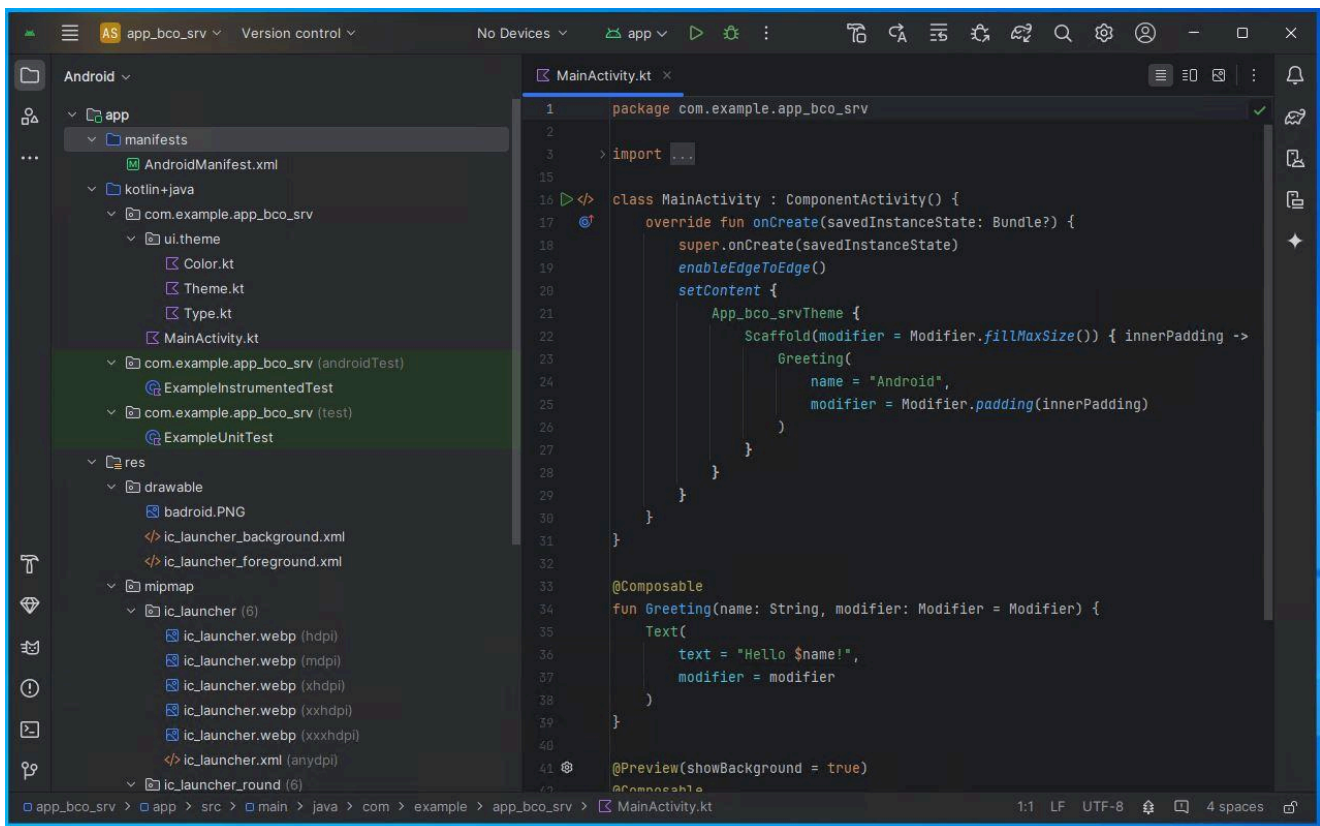 AS app_bco_srv Version control No Devices app
Android
app
manifests
AndroidManifest.xml
kotlin+java
com.example.app_bco_srv
ui.theme
Color.kt
Theme.kt
Type.kt
MainActivity.kt
com.example.app_bco_srv (androidTest)
ExampleInstrumentedTest
com.example.app_bco_srv (test)
ExampleUnitTest
res
drawable
badroid.PNG
ic_launcher_background.xml
ic_launcher_foreground.xml
mipmap
ic_launcher (6)
ic_launcher.webp (hdpi)
ic_launcher.webp (mdpi)
ic_launcher.webp (xhdpi)
ic_launcher.webp (xxhdpi)
ic_launcher.webp (xxxhdpi)
ic_launcher.xml (anydpi)
ic_launcher_round (6)
MainActivity.kt
1 package com.example.app_bco_srv
2
3 import ...
15
16 class MainActivity : ComponentActivity() {
17 override fun onCreate(savedInstanceState: Bundle?) {
18 super.onCreate(savedInstanceState)
19 enableEdgeToEdge()
20 setContent {
21 App_bco_srvTheme {
22 Scaffold(modifier = Modifier.fillMaxSize()) { innerPadding ->
23 Greeting(
24 name = "Android",
25 modifier = Modifier.padding(innerPadding)
26 )
27 }
28 }
29 }
30 }
31 }
32
33 @Composable
34 fun Greeting(name: String, modifier: Modifier = Modifier) {
35 Text(
36 text = "Hello $name!",
37 modifier = modifier
38 )
39 }
40
41 @Preview(showBackground = true)
42 @Composable
app_bco_srv > app > src > main > java > com > example > app_bco_srv > MainActivity.kt 1:1 LF UTF-8 4 spaces